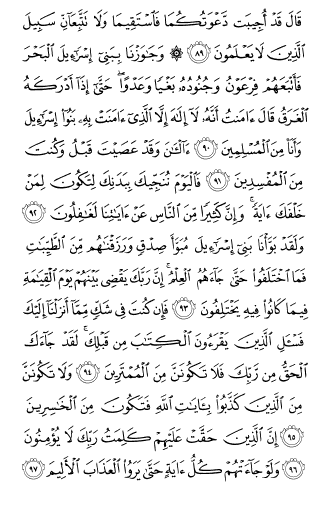 قَالَ قَدْ أُجِيبَت دَّعْوَتُكُمَا فَٱسْتَقِيمَا وَلَا تَتَّبِعَآنِّ سَبِيلَ
ٱلَّذِينَ لَا يَعْلَمُونَ ٨٩ ۞ وَجَٰوَزْنَا بِبَنِىٓ إِسْرَٰٓءِيلَ ٱلْبَحْرَ
فَأَتْبَعَهُمْ فِرْعَوْنُ وَجُنُودُهُۥ بَغْيًا وَعَدْوًا ۖ حَتَّىٰٓ إِذَآ أَدْرَكَهُ
ٱلْغَرَقُ قَالَ ءَامَنتُ أَنَّهُۥ لَآ إِلَٰهَ إِلَّا ٱلَّذِىٓ ءَامَنَتْ بِهِۦ بَنُوٓا۟ إِسْرَٰٓءِيلَ
وَأَنَا۠ مِنَ ٱلْمُسْلِمِينَ ٩٠ ءَآلْـَٰٔنَ وَقَدْ عَصَيْتَ قَبْلُ وَكُنتَ
مِنَ ٱلْمُفْسِدِينَ ٩١ فَٱلْيَوْمَ نُنَجِّيكَ بِبَدَنِكَ لِتَكُونَ لِمَنْ
خَلْفَكَ ءَايَةً ۚ وَإِنَّ كَثِيرًا مِّنَ ٱلنَّاسِ عَنْ ءَايَٰتِنَا لَغَٰفِلُونَ ٩٢
وَلَقَدْ بَوَّأْنَا بَنِىٓ إِسْرَٰٓءِيلَ مُبَوَّأَ صِدْقٍ وَرَزَقْنَٰهُم مِّنَ ٱلطَّيِّبَٰتِ
فَمَا ٱخْتَلَفُوا۟ حَتَّىٰ جَآءَهُمُ ٱلْعِلْمُ ۚ إِنَّ رَبَّكَ يَقْضِى بَيْنَهُمْ يَوْمَ ٱلْقِيَٰمَةِ
فِيمَا كَانُوا۟ فِيهِ يَخْتَلِفُونَ ٩٣ فَإِن كُنتَ فِى شَكٍّ مِّمَّآ أَنزَلْنَآ إِلَيْكَ
فَسْـَٔلِ ٱلَّذِينَ يَقْرَءُونَ ٱلْكِتَٰبَ مِن قَبْلِكَ ۚ لَقَدْ جَآءَكَ
ٱلْحَقُّ مِن رَّبِّكَ فَلَا تَكُونَنَّ مِنَ ٱلْمُمْتَرِينَ ٩٤ وَلَا تَكُونَنَّ
مِنَ ٱلَّذِينَ كَذَّبُوا۟ بِـَٔايَٰتِ ٱللَّهِ فَتَكُونَ مِنَ ٱلْخَٰسِرِينَ
٩٥ إِنَّ ٱلَّذِينَ حَقَّتْ عَلَيْهِمْ كَلِمَتُ رَبِّكَ لَا يُؤْمِنُونَ
٩٦ وَلَوْ جَآءَتْهُمْ كُلُّ ءَايَةٍ حَتَّىٰ يَرَوُا۟ ٱلْعَذَابَ ٱلْأَلِيمَ ٩٧